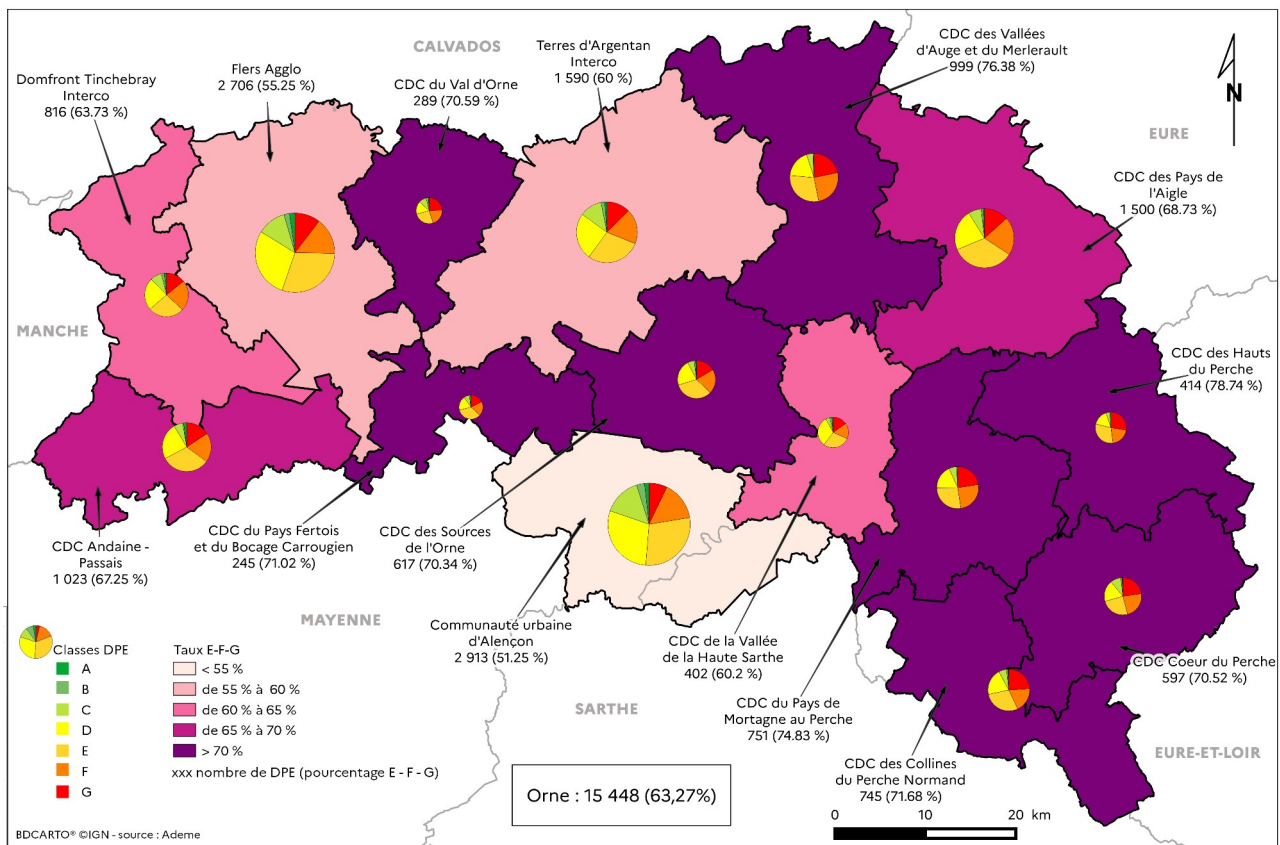 CALVADOS
Domfront Tinchebray
Interco
816 (63.73 %)
Flers Agglo
2 706 (55.25 %)
CDC du Val d'Orne
289 (70.59 %)
Terres d'Argentan
Interco
1 590 (60 %)
CDC des Vallées
d'Auge et du Merlerault
999 (76.38 %)
N
EURE
CDC des Pays de
l'Aigle
1 500 (68.73 %)
MANCHE
CDC des Hauts
du Perche
414 (78.74 %)
CDC Andaine -
Passais
1 023 (67.25 %)
CDC du Pays Fertois
et du Bocage Carrougien
245 (71.02 %)
CDC des Sources
de l'Orne
617 (70.34 %)
MAYENNE
Communauté urbaine
d'Alençon
2 913 (51.25 %)
CDC de la Vallée
de la Haute Sarthe
402 (60.2 %)
CDC Coeur du Perche
597 (70.52 %)
SARTHE
CDC du Pays de
Mortagne au Perche
751 (74.83 %)
CDC des Collines
du Perche Normand
745 (71.68 %)
EURE-ET-LOIR
Classes DPE
A
B
C
D
E
F
G
Taux E-F-G
< 55 %
de 55 % à 60 %
de 60 % à 65 %
de 65 % à 70 %
> 70 %
xxx nombre de DPE (pourcentage E - F - G)
Orne : 15 448 (63,27%)
0 10 20 km
BDCARTO® ©IGN - source : Ademe